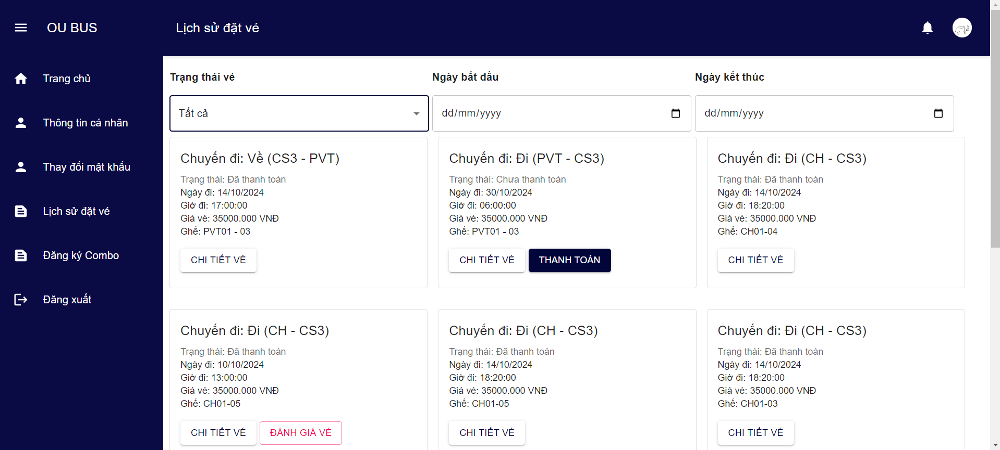 OU BUS
Lịch sử đặt vé
Trang chủ
Thông tin cá nhân
Thay đổi mật khẩu
Lịch sử đặt vé
Đăng ký Combo
Đăng xuất
Trạng thái vé
Ngày bắt đầu
Ngày kết thúc
Tất cả
dd/mm/yyyy
dd/mm/yyyy
Chuyến đi: Về (CS3 - PVT)
Trạng thái: Đã thanh toán
Ngày đi: 14/10/2024
Giờ đi: 17:00:00
Giá vé: 35000.000 VNĐ
Ghế: PVT01 - 03
CHI TIẾT VÉ
Chuyến đi: Đi (PVT - CS3)
Trạng thái: Chưa thanh toán
Ngày đi: 30/10/2024
Giờ đi: 06:00:00
Giá vé: 35000.000 VNĐ
Ghế: PVT01 - 03
CHI TIẾT VÉ
THANH TOÁN
Chuyến đi: Đi (CH - CS3)
Trạng thái: Đã thanh toán
Ngày đi: 14/10/2024
Giờ đi: 18:20:00
Giá vé: 35000.000 VNĐ
Ghế: CH01-04
CHI TIẾT VÉ
Chuyến đi: Đi (CH - CS3)
Trạng thái: Đã thanh toán
Ngày đi: 10/10/2024
Giờ đi: 13:00:00
Giá vé: 35000.000 VNĐ
Ghế: CH01-05
CHI TIẾT VÉ
ĐÁNH GIÁ VÉ
Chuyến đi: Đi (CH - CS3)
Trạng thái: Đã thanh toán
Ngày đi: 14/10/2024
Giờ đi: 18:20:00
Giá vé: 35000.000 VNĐ
Ghế: CH01-05
CHI TIẾT VÉ
Chuyến đi: Đi (CH - CS3)
Trạng thái: Đã thanh toán
Ngày đi: 14/10/2024
Giờ đi: 18:20:00
Giá vé: 35000.000 VNĐ
Ghế: CH01-03
CHI TIẾT VÉ